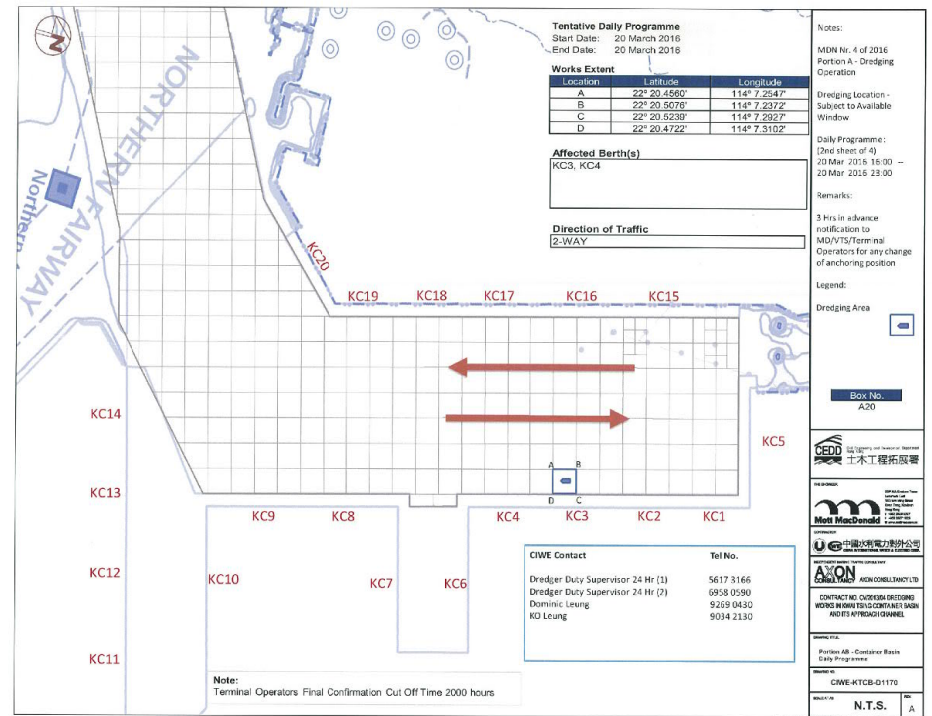 Tentative Daily Programme
Start Date: 20 March 2016
End Date: 20 March 2016
Works Extent
Location Latitude Longitude
A 22° 20.4560' 114° 7.2547'
B 22° 20.5076' 114° 7.2372'
C 22° 20.5239' 114° 7.2927'
D 22° 20.4722' 114° 7.3102'
Affected Berth(s)
KC3, KC4
Direction of Traffic
2-WAY
N
NORTHERN FAIRWAY
Northern
KC20
KC19 KC18 KC17 KC16 KC15
KC14
KC5
A B
D C
KC13
KC9 KC8 KC4 KC3 KC2 KC1
KC12
KC10
KC7 KC6
KC11
CIWE Contact Tel No.
Dredger Duty Supervisor 24 Hr (1) 5617 3166
Dredger Duty Supervisor 24 Hr (2) 6958 0590
Dominic Leung 9269 0430
KO Leung 9034 2130
Note:
Terminal Operators Final Confirmation Cut Off Time 2000 hours
Notes:
MDN Nr. 4 of 2016
Portion A - Dredging
Operation
Dredging Location -
Subject to Available
Window
Daily Programme:
(2nd sheet of 4)
20 Mar 2016 16:00 --
20 Mar 2016 23:00
Remarks:
3 Hrs in advance
notification to
MD/VTS/Terminal
Operators for any change
of anchoring position
Legend:
Dredging Area
Box No.
A20
CEDD
土木工程拓展署
THE ENGINEER
Mott MacDonald
中國水利電力對外公司
AXON
CONSULTANCY AXON CONSULTANCY LTD
CONTRACT NO. CV/2013/04 DREDGING
WORKS IN KWAI TSING CONTAINER BASIN
AND ITS APPROACH CHANNEL
DRAWING TITLE
Portion AB - Container Basin
Daily Programme
DRAWING NO.
CIWE-KTCB-D1170
N.T.S.
A